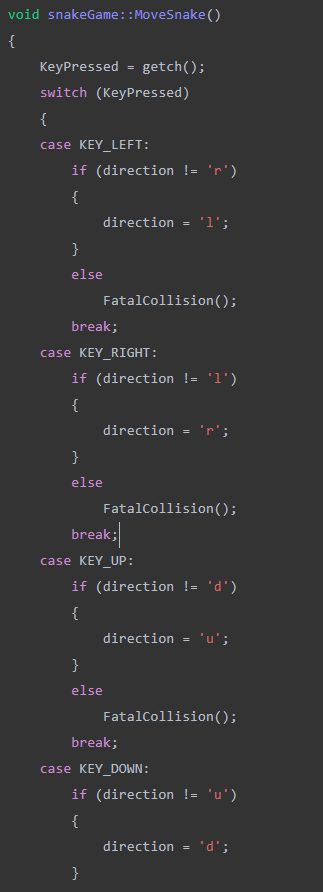 void snakeGame::MoveSnake()
{
    KeyPressed = getch();
    switch (KeyPressed)
    {
    case KEY_LEFT:
        if (direction != 'r')
        {
            direction = 'l';
        }
        else
            FatalCollision();
        break;
    case KEY_RIGHT:
        if (direction != 'l')
        {
            direction = 'r';
        }
        else
            FatalCollision();
        break;
    case KEY_UP:
        if (direction != 'd')
        {
            direction = 'u';
        }
        else
            FatalCollision();
        break;
    case KEY_DOWN:
        if (direction != 'u')
        {
            direction = 'd';
        }